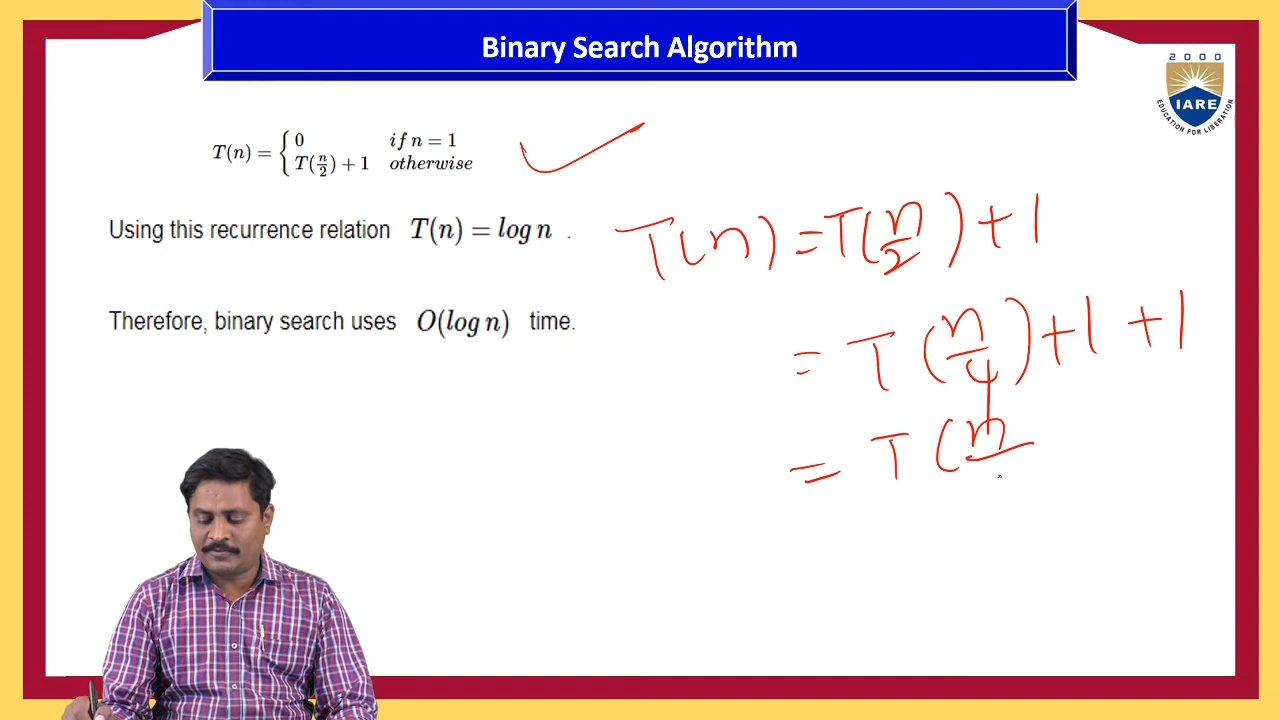 Binary Search Algorithm
2000
IARE
EDUCATION FOR LIBERATION
T(n) = { 0 if n = 1
T(n/2) + 1 otherwise
Using this recurrence relation T(n) = log n .
Therefore, binary search uses O(log n) time.
T(n) = T(n/2) + 1
= T(n/4) + 1 + 1
= T(n/